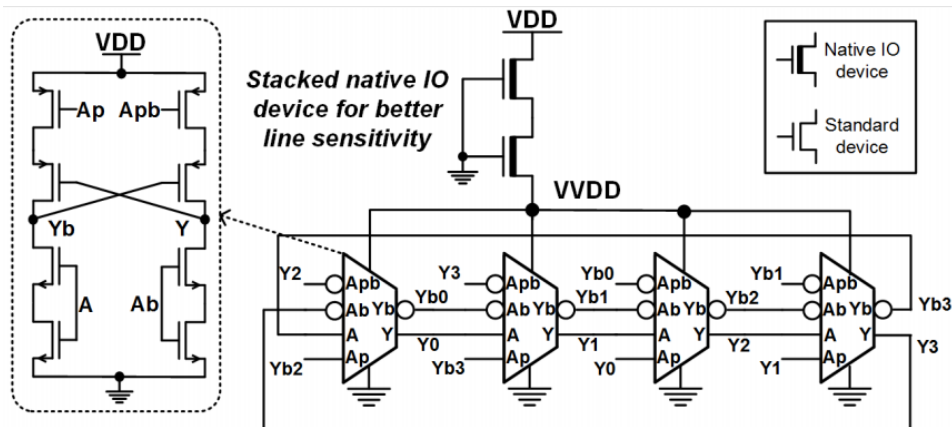 VDD
Ap
Apb
Yb
Y
A
Ab
Stacked native IO
device for better
line sensitivity
VDD
VVDD
Native IO
device
Standard
device
Y2
Apb
Ab
Yb
A
Y
Ap
Yb2
Yb0
Y0
Y3
Apb
Ab
Yb
A
Y
Ap
Yb3
Yb1
Y1
Yb0
Apb
Ab
Yb
A
Y
Ap
Y0
Yb2
Y2
Yb1
Apb
Ab
Yb
A
Y
Ap
Y1
Yb3
Y3